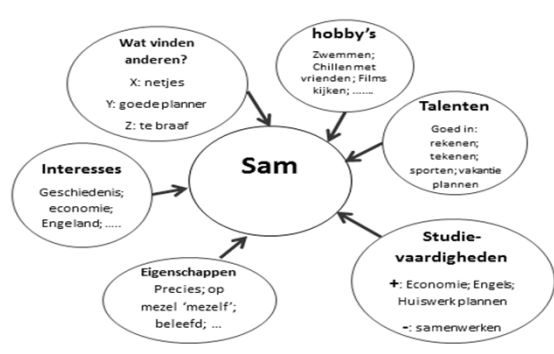 Wat vinden
anderen?
X: netjes
Y: goede planner
Z: te braaf
hobby's
Zwemmen;
Chillen met
vrienden; Films
kijken; .......
Talenten
Goed in:
rekenen;
tekenen;
sporten; vakantie
plannen
Interesses
Geschiedenis;
economie;
Engeland; .....
Sam
Studie-
vaardigheden
+: Economie; Engels;
Huiswerk plannen
-: samenwerken
Eigenschappen
Precies; op
mezel 'mezelf';
beleefd; ...